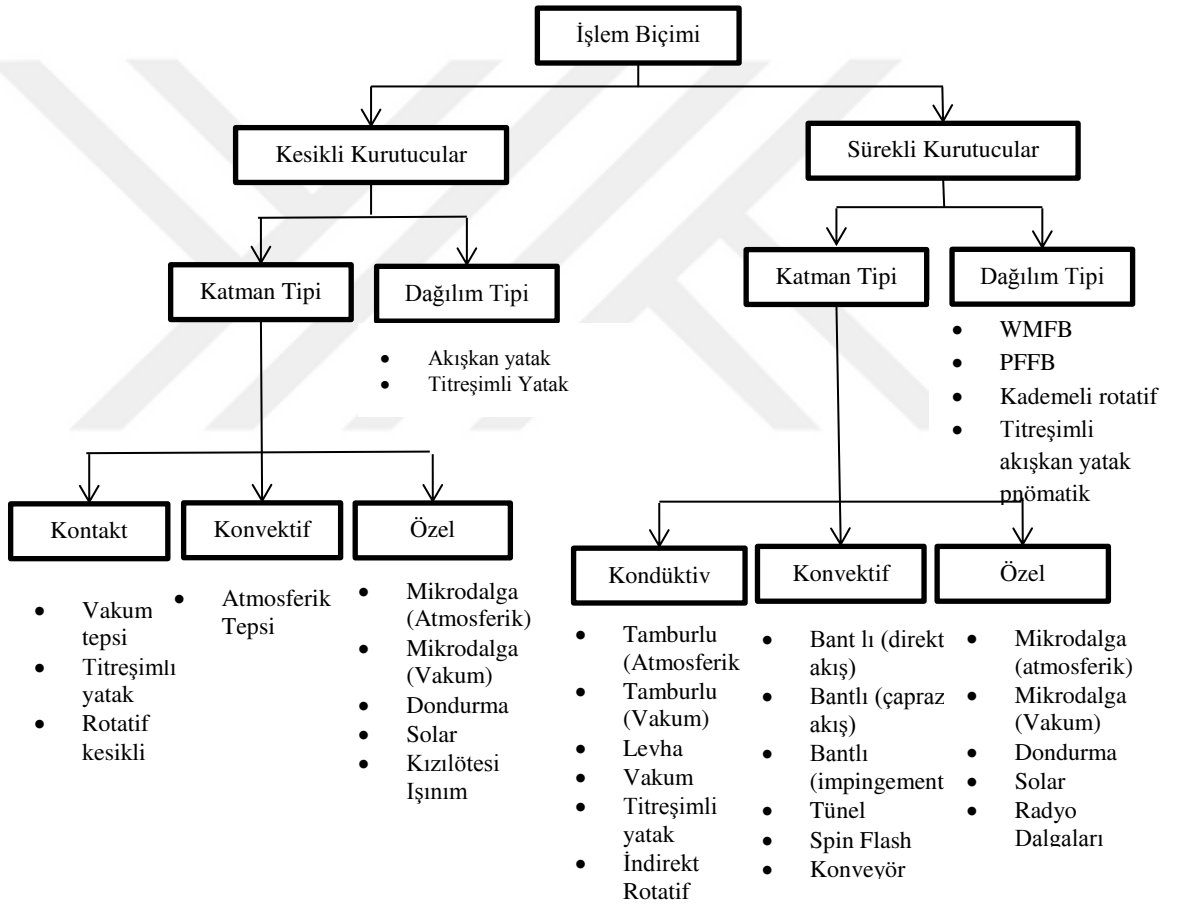 İşlem Biçimi
Kesikli Kurutucular
Sürekli Kurutucular
Katman Tipi
Dağılım Tipi
• Akışkan yatak
• Titreşimli Yatak
Katman Tipi
Dağılım Tipi
• WMFB
• PFFB
• Kademeli rotatif
• Titreşimli
akışkan yatak
pnömatik
Kontakt
Konvektif
Özel
• Vakum
tepsi
• Titreşimli
yatak
• Rotatif
kesikli
• Atmosferik
Tepsi
• Mikrodalga
(Atmosferik)
• Mikrodalga
(Vakum)
• Dondurma
• Solar
• Kızılötesi
Işınım
Kondüktiv
Konvektif
Özel
• Tamburlu
(Atmosferik
• Tamburlu
(Vakum)
• Levha
• Vakum
• Titreşimli
yatak
• İndirekt
Rotatif
• Bant lı (direkt
akış)
• Bantlı (çapraz
akış)
• Bantlı
(impingement
• Tünel
• Spin Flash
• Konveyör
• Mikrodalga
(atmosferik)
• Mikrodalga
(Vakum)
• Dondurma
• Solar
• Radyo
Dalgaları